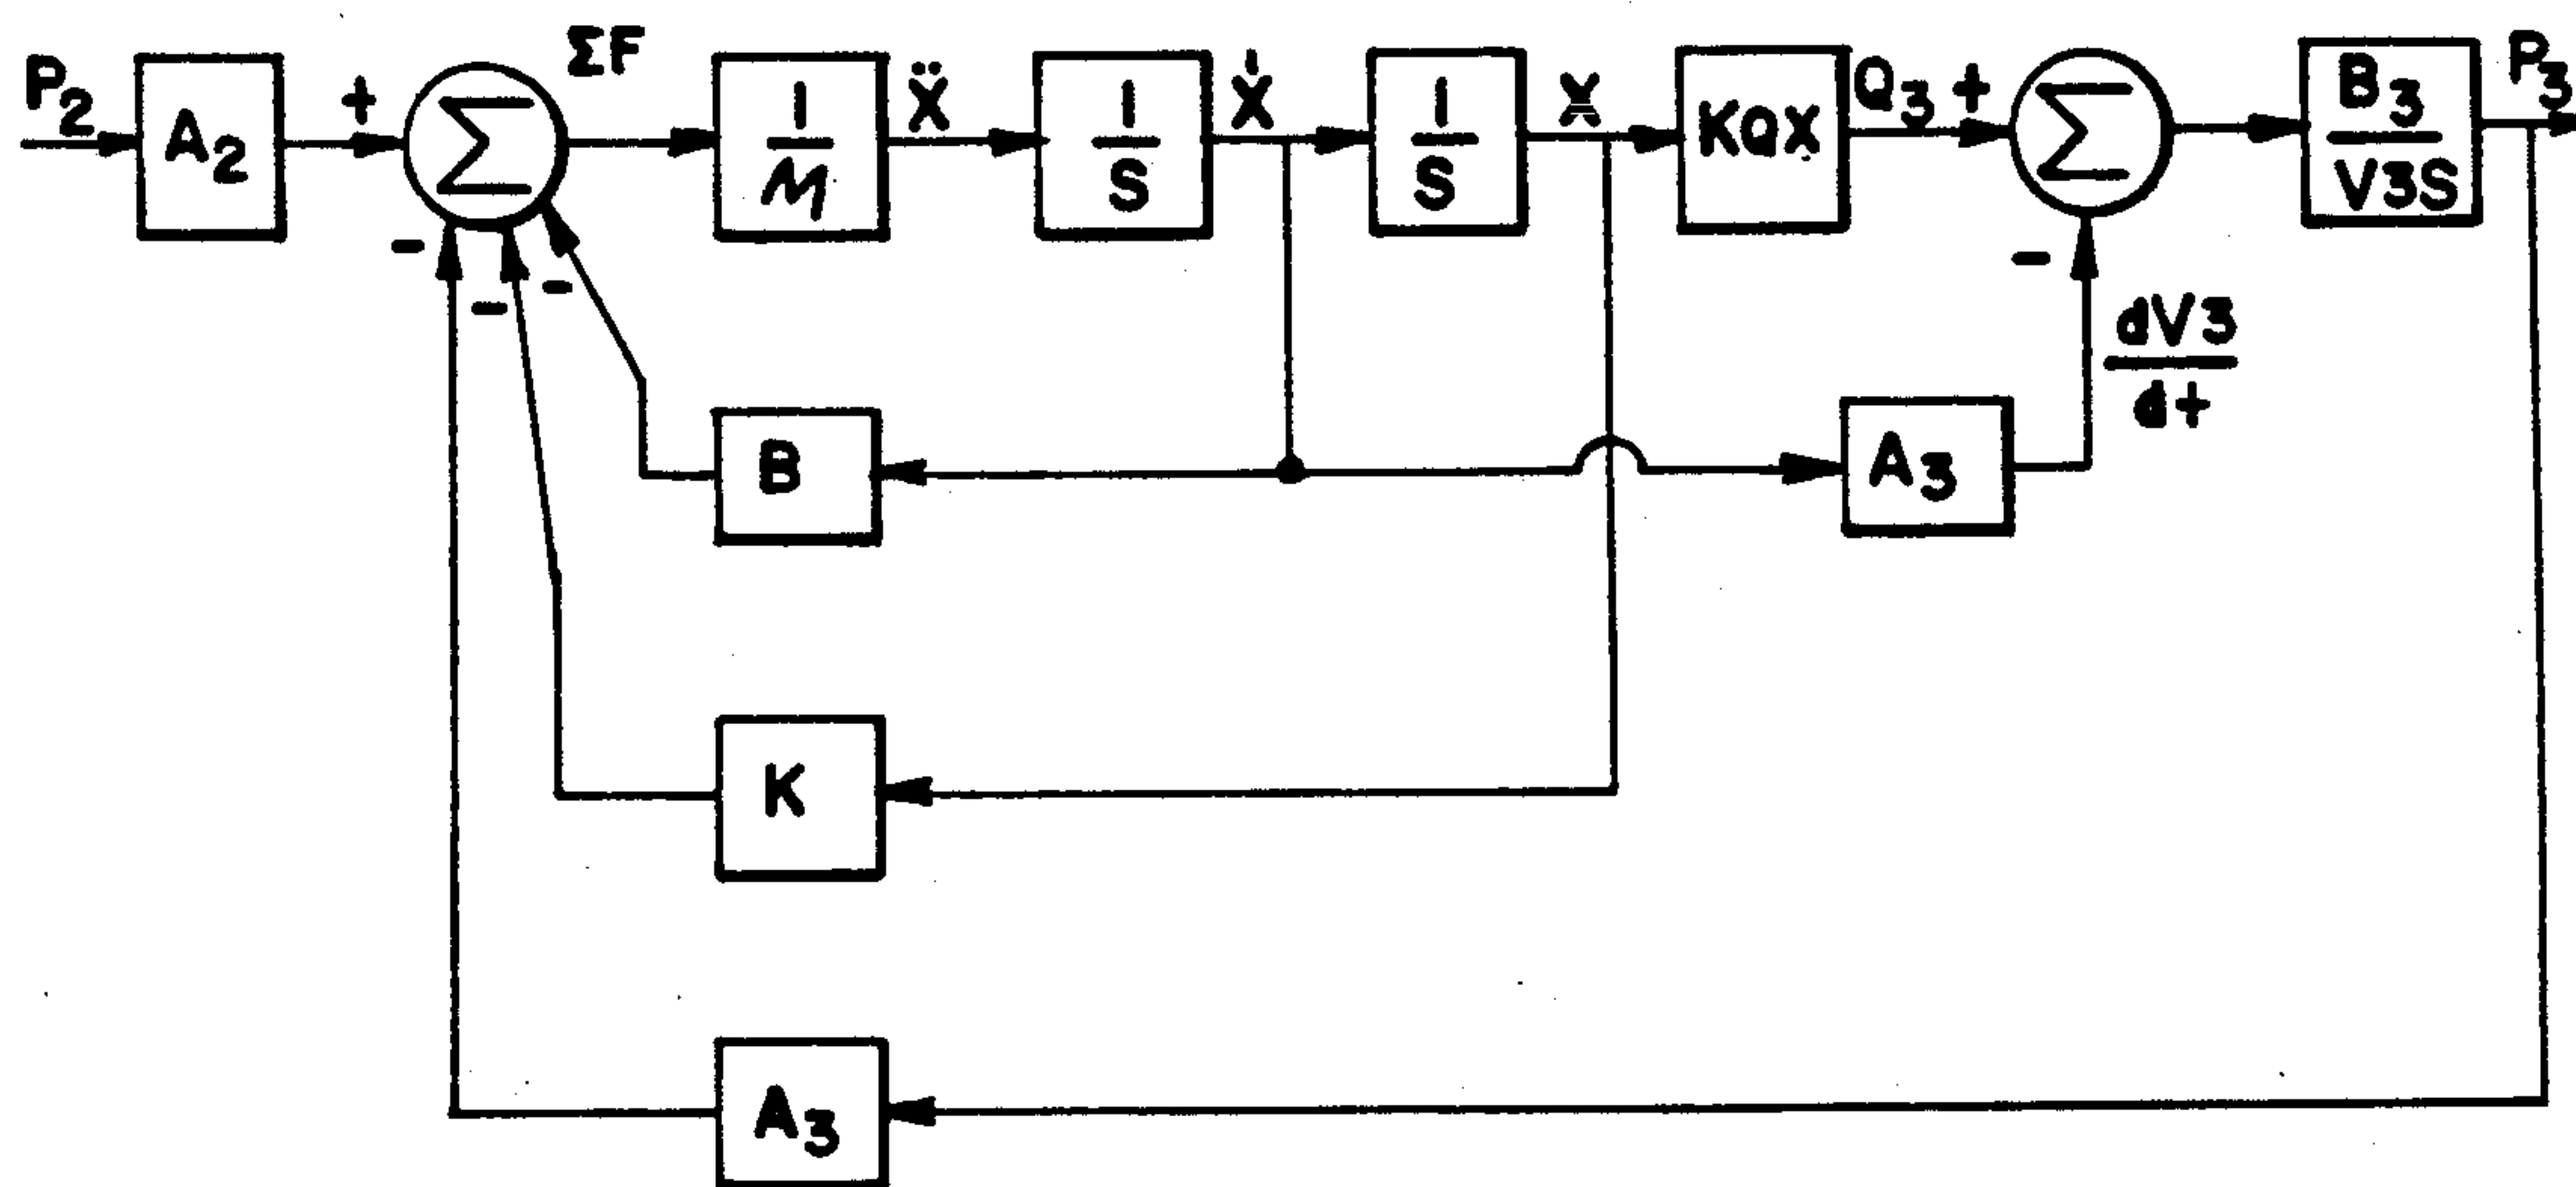 P2
A2
+
Σ
ΣF
1
M
Ẍ
1
S
Ẋ
1
S
X
KQX
Q3
+
Σ
B3
V3S
P3
-
-
-
-
dV3
dt
B
A3
K
A3